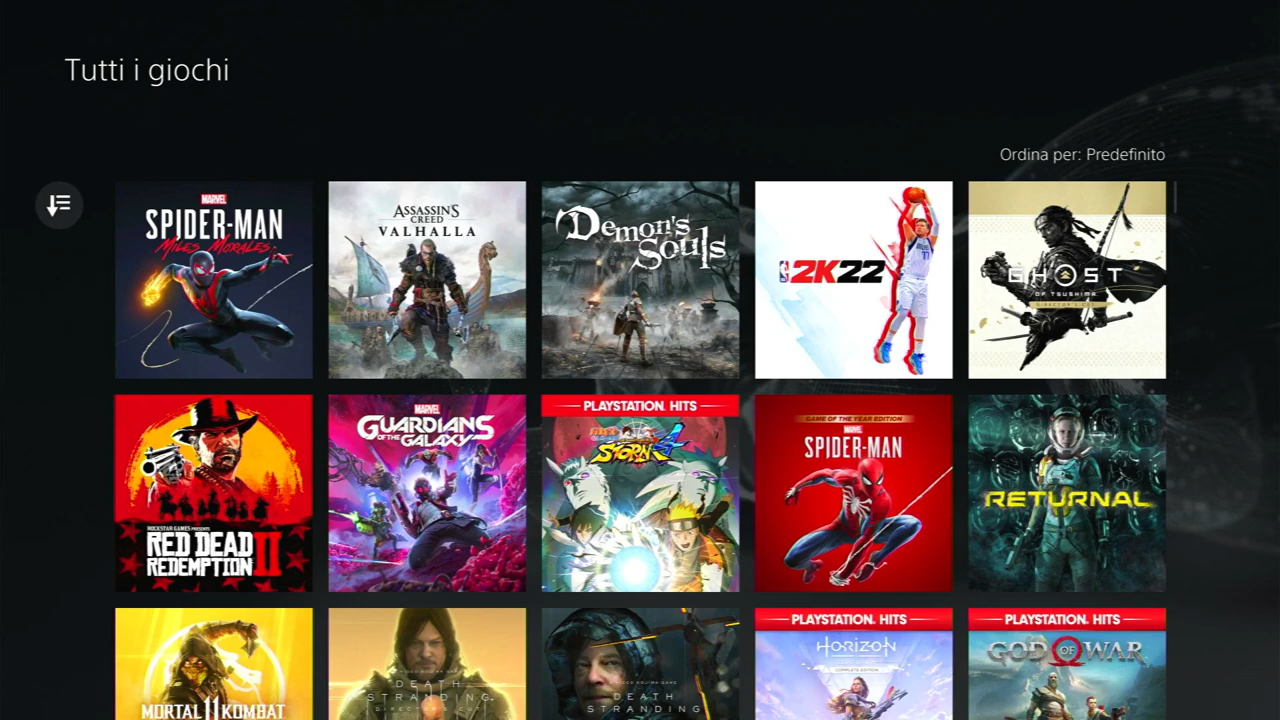 Tutti i giochi
Ordina per: Predefinito
MARVEL
SPIDER-MAN
MILES MORALES
ASSASSIN'S
CREED
VALHALLA
Demon's
Souls
2K22
GHOST
OF TSUSHIMA
DIRECTOR'S CUT
ROCKSTAR GAMES PRESENTS
RED DEAD
REDEMPTION II
MARVEL
GUARDIANS
OF THE GALAXY
PLAYSTATION HITS
STORM 4
GAME OF THE YEAR EDITION
MARVEL
SPIDER-MAN
RETURNAL
MORTAL 11 KOMBAT
DEATH
STRANDING
DIRECTOR'S CUT
DEATH
STRANDING
PLAYSTATION HITS
HORIZON
COMPLETE EDITION
PLAYSTATION HITS
GOD OF WAR